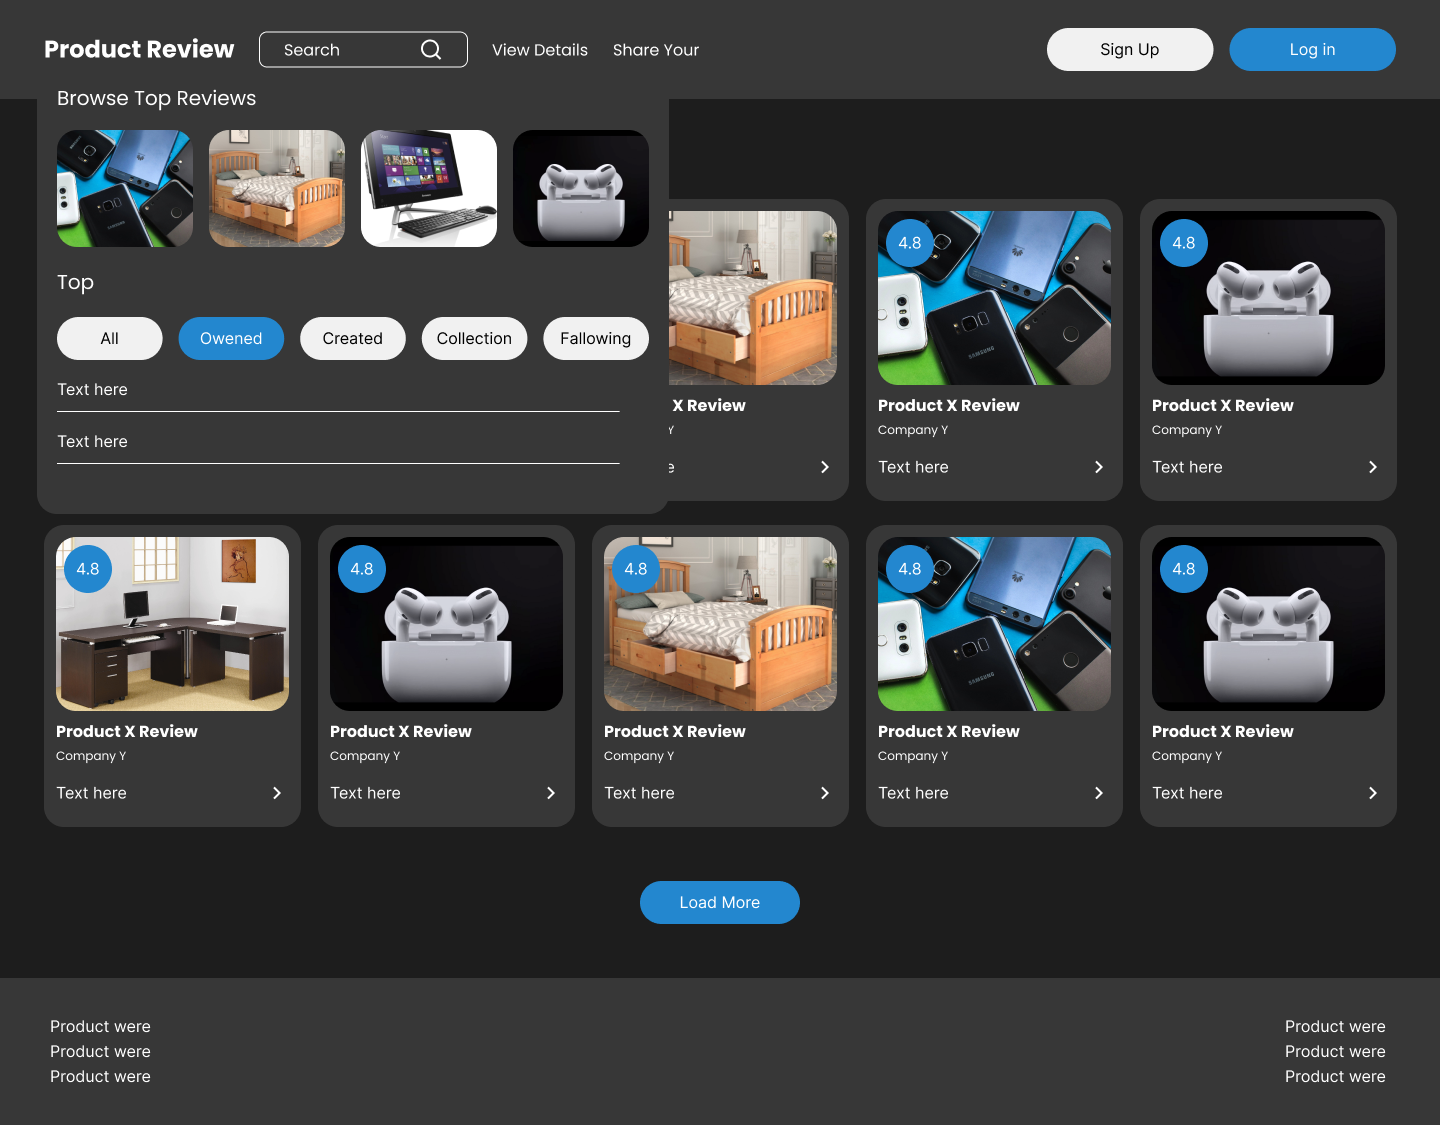 Product Review
Search
View Details
Share Your
Sign Up
Log in
Browse Top Reviews
Top
All
Owened
Created
Collection
Fallowing
Text here
Text here
4.8
4.8
X Review
Product X Review
Product X Review
Y
Company Y
Company Y
e
Text here
Text here
SAMSUNG
4.8
4.8
4.8
4.8
4.8
SAMSUNG
Product X Review
Product X Review
Product X Review
Product X Review
Product X Review
Company Y
Company Y
Company Y
Company Y
Company Y
Text here
Text here
Text here
Text here
Text here
Load More
Product were
Product were
Product were
Product were
Product were
Product were